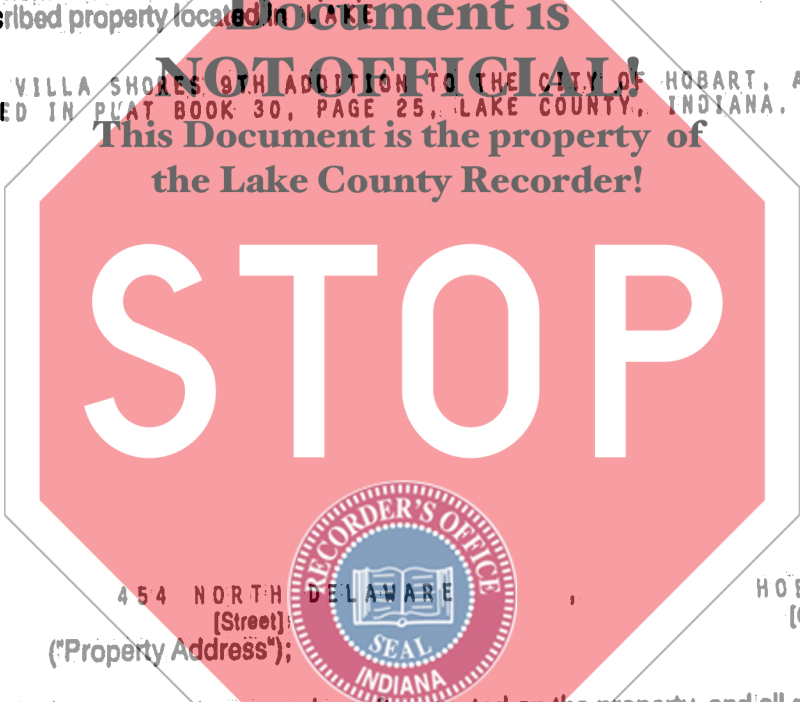 Document is
cribed property located in LAKE
NOT OFFICIAL!
VILLA SHORES 9TH ADDITION TO THE CITY OF HOBART, A
ED IN PLAT BOOK 30, PAGE 25, LAKE COUNTY, INDIANA.
This Document is the property of
the Lake County Recorder!
STOP
RECORDER'S OFFICE
SEAL
INDIANA
454 NORTH DELAWARE , HOB
[Street]
("Property Address");